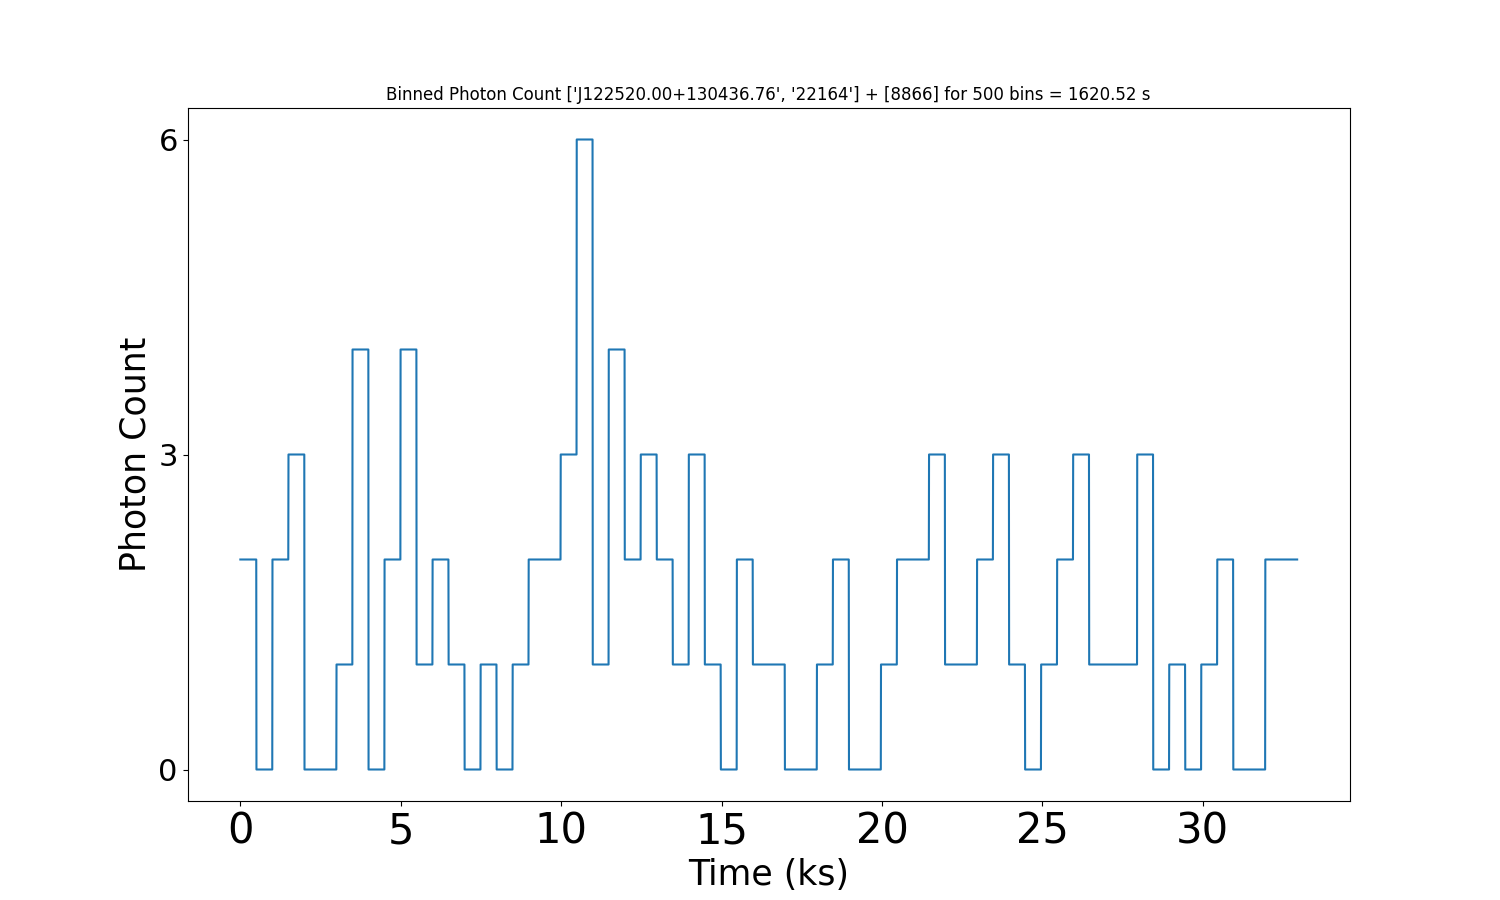 Binned Photon Count ['J122520.00+130436.76', '22164'] + [8866] for 500 bins = 1620.52 s
6
3
0
Photon Count
0 5 10 15 20 25 30
Time (ks)